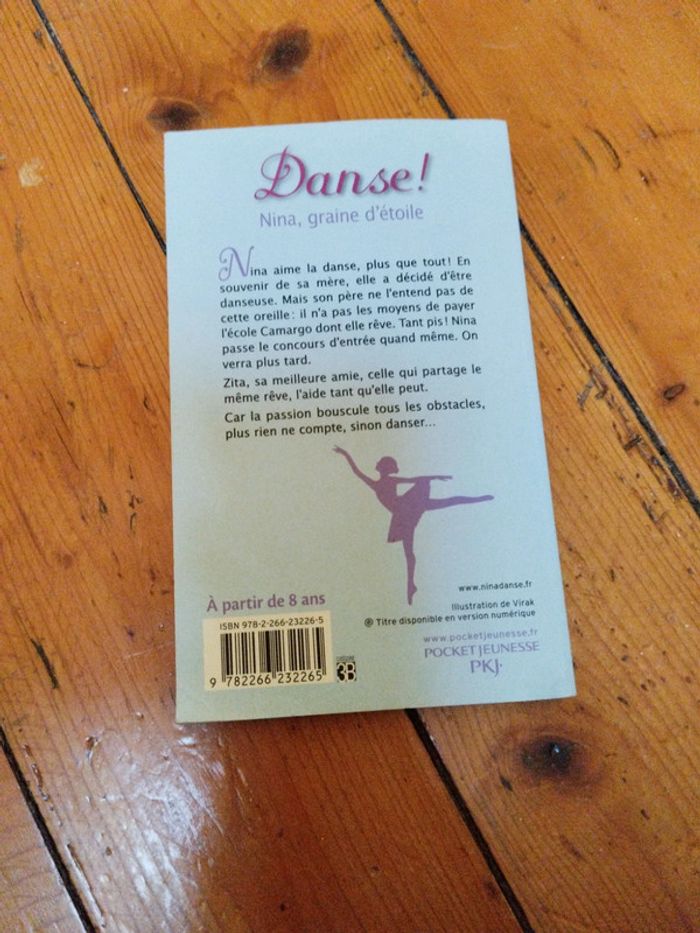 Danse!
Nina, graine d'étoile
Nina aime la danse, plus que tout! En
souvenir de sa mère, elle a décidé d'être
danseuse. Mais son père ne l'entend pas de
cette oreille : il n'a pas les moyens de payer
l'école Camargo dont elle rêve. Tant pis! Nina
passe le concours d'entrée quand même. On
verra plus tard.
Zita, sa meilleure amie, celle qui partage le
même rêve, l'aide tant qu'elle peut.
Car la passion bouscule tous les obstacles,
plus rien ne compte, sinon danser...
www.ninadanse.fr
À partir de 8 ans
Illustration de Virak
Titre disponible en version numérique
ISBN 978-2-266-23226-5
9 782266 232265
3B
www.pocketjeunesse.fr
POCKET JEUNESSE
PKJ·